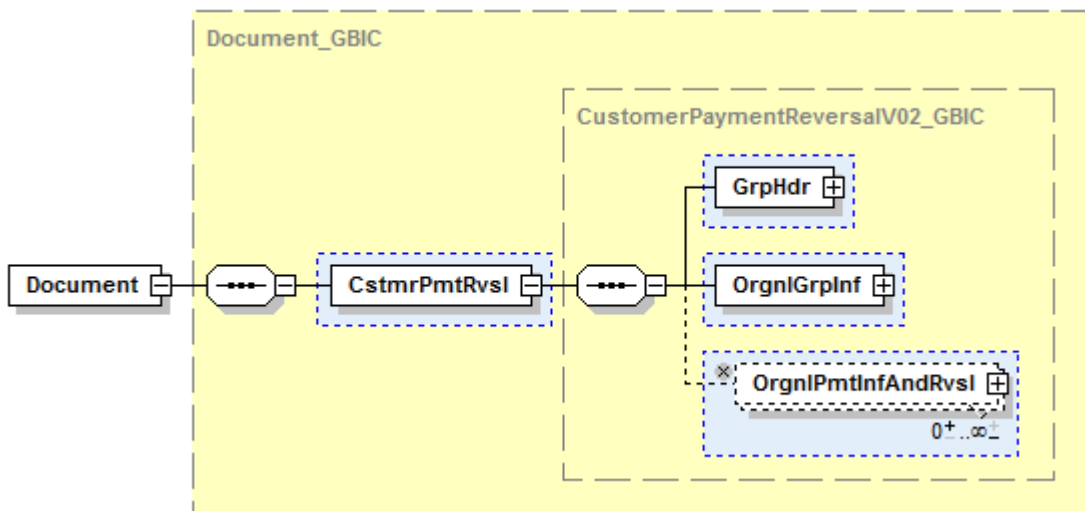 Document_GBIC
CustomerPaymentReversalV02_GBIC
GrpHdr
Document
CstmrPmtRvsl
OrgnlGrpInf
OrgnlPmtInfAndRvsl
0±..∞±